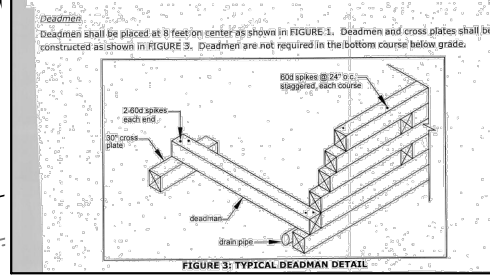 Deadmen
Deadmen shall be placed at 8 feet on center as shown in FIGURE 1. Deadmen and cross plates shall be
constructed as shown in FIGURE 3. Deadmen are not required in the bottom course below grade.
60d spikes @ 24" o.c.
staggered, each course
2-60d spikes
each end
30" cross
plate
deadman
drain pipe
FIGURE 3: TYPICAL DEADMAN DETAIL